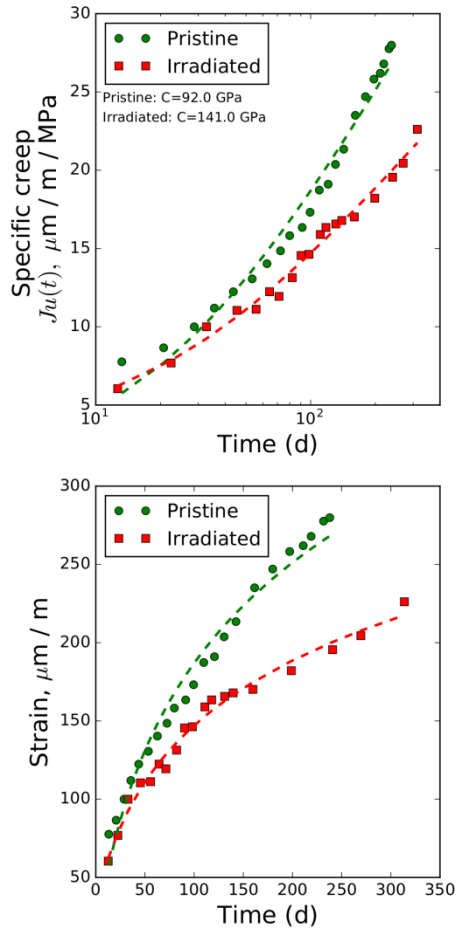 30
25
20
15
10
5
Specific creep
Ju(t), μm / m / MPa
Pristine
Irradiated
Pristine: C=92.0 GPa
Irradiated: C=141.0 GPa
10¹
10²
Time (d)
300
250
200
150
100
50
Strain, μm / m
Pristine
Irradiated
0 50 100 150 200 250 300 350
Time (d)